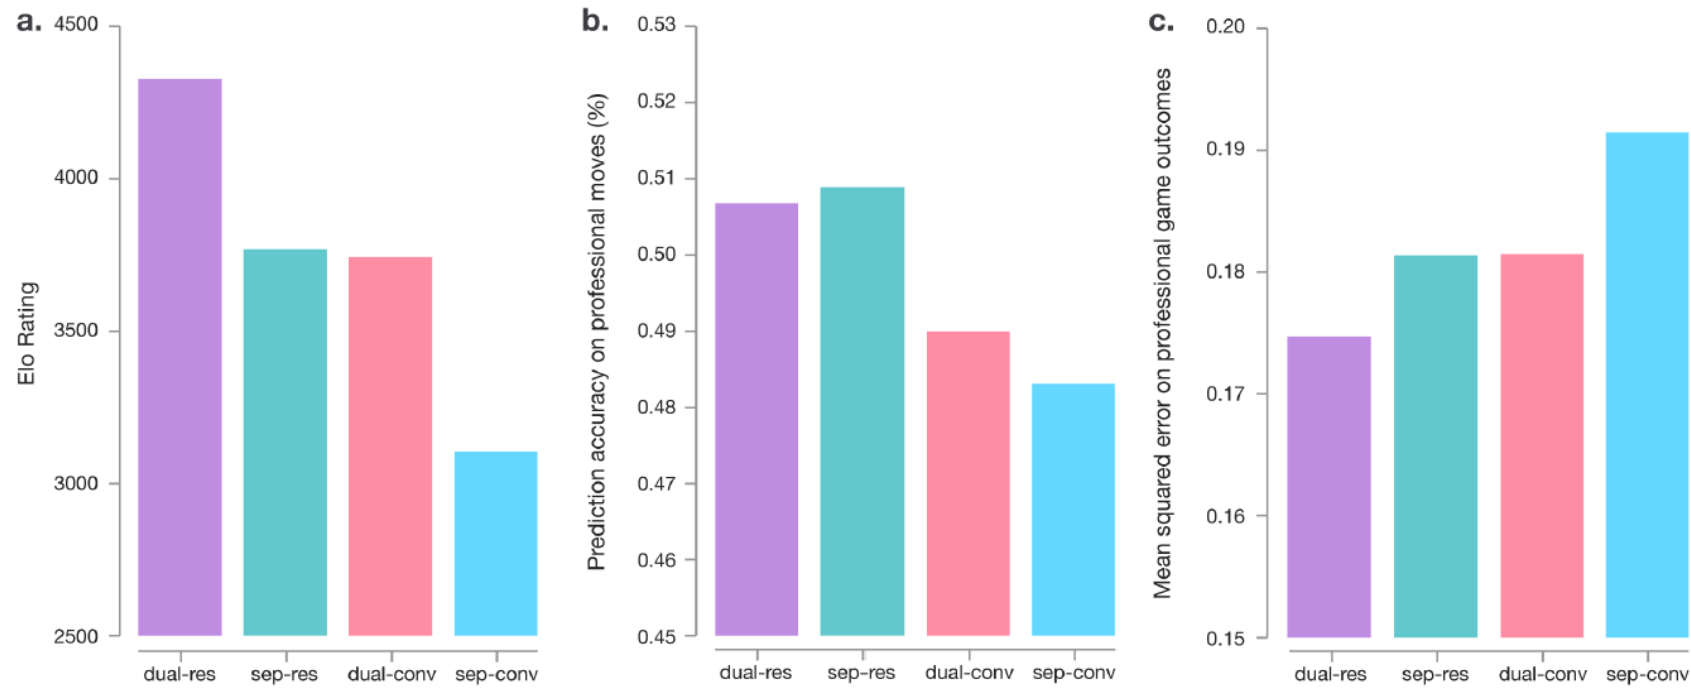 a.
Elo Rating
4500
4000
3500
3000
2500
dual-res sep-res dual-conv sep-conv
b.
Prediction accuracy on professional moves (%)
0.53
0.52
0.51
0.50
0.49
0.48
0.47
0.46
0.45
dual-res sep-res dual-conv sep-conv
c.
Mean squared error on professional game outcomes
0.20
0.19
0.18
0.17
0.16
0.15
dual-res sep-res dual-conv sep-conv